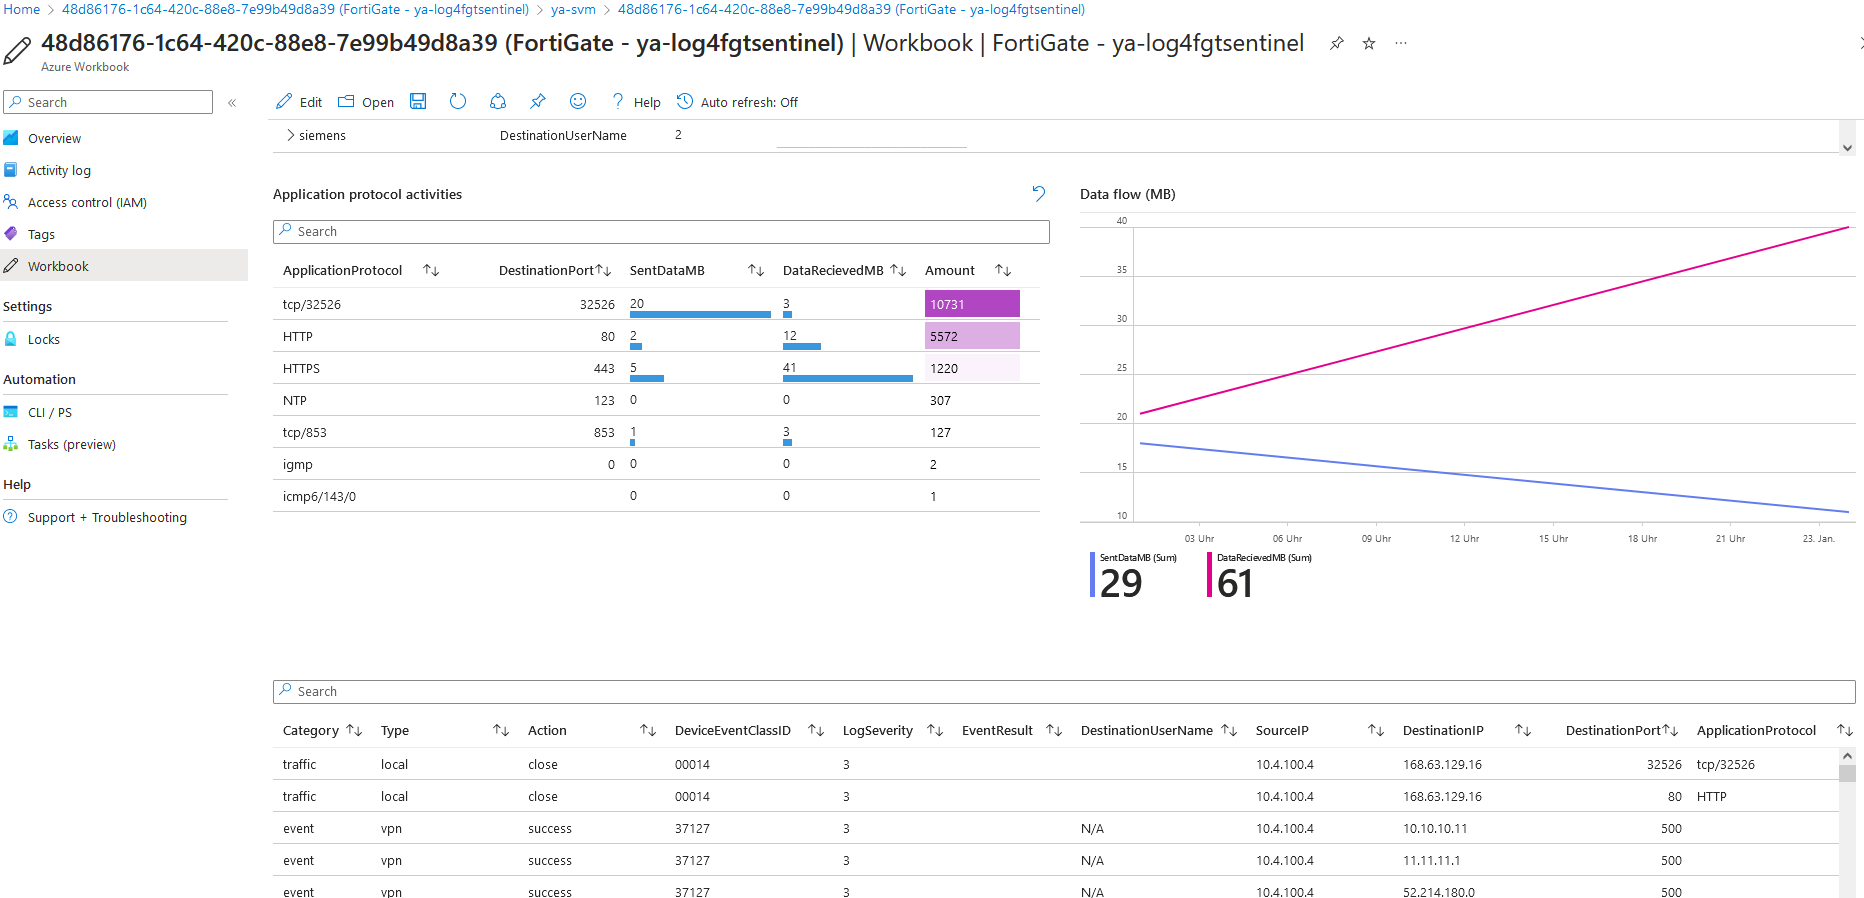 Home > 48d86176-1c64-420c-88e8-7e99b49d8a39 (FortiGate - ya-log4fgtsentinel) > ya-svm > 48d86176-1c64-420c-88e8-7e99b49d8a39 (FortiGate - ya-log4fgtsentinel)
48d86176-1c64-420c-88e8-7e99b49d8a39 (FortiGate - ya-log4fgtsentinel) | Workbook | FortiGate - ya-log4fgtsentinel
Azure Workbook
Search
Overview
Activity log
Access control (IAM)
Tags
Workbook
Settings
Locks
Automation
CLI / PS
Tasks (preview)
Help
Support + Troubleshooting
Edit Open Help Auto refresh: Off
siemens DestinationUserName 2
Application protocol activities
Search
ApplicationProtocol DestinationPort SentDataMB DataRecievedMB Amount
tcp/32526 32526 20 3 10731
HTTP 80 2 12 5572
HTTPS 443 5 41 1220
NTP 123 0 0 307
tcp/853 853 1 3 127
igmp 0 0 0 2
icmp6/143/0 0 0 1
Data flow (MB)
40
35
30
25
20
15
10
03 Uhr 06 Uhr 09 Uhr 12 Uhr 15 Uhr 18 Uhr 21 Uhr 23. Jan.
SentDataMB (Sum) DataRecievedMB (Sum)
29 61
Search
Category Type Action DeviceEventClassID LogSeverity EventResult DestinationUserName SourceIP DestinationIP DestinationPort ApplicationProtocol
traffic local close 00014 3 10.4.100.4 168.63.129.16 32526 tcp/32526
traffic local close 00014 3 10.4.100.4 168.63.129.16 80 HTTP
event vpn success 37127 3 N/A 10.4.100.4 10.10.10.11 500
event vpn success 37127 3 N/A 10.4.100.4 11.11.11.1 500
event vpn success 37127 3 N/A 10.4.100.4 52.214.180.0 500